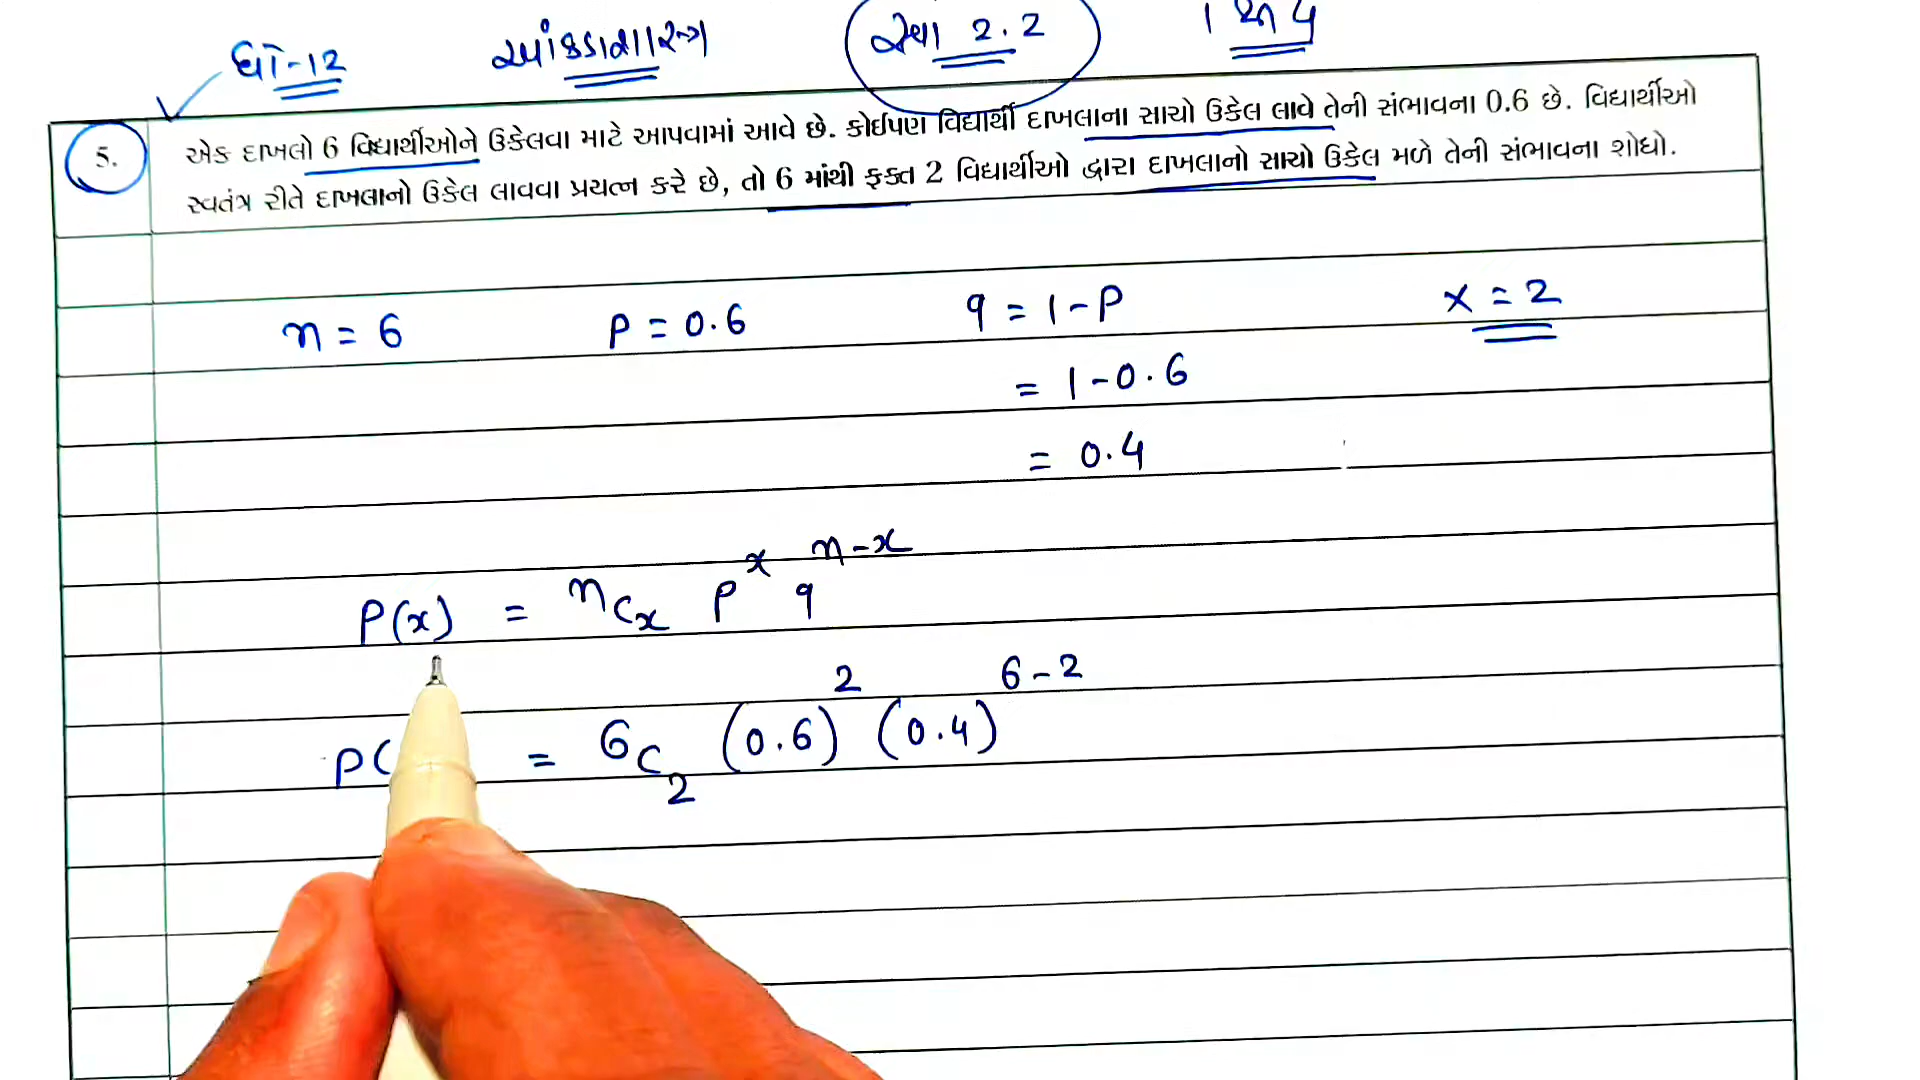 ધો-12 આંકડાશાસ્ત્ર સ્વા 2.2 1 થી 5
5. એક દાખલો 6 વિદ્યાર્થીઓને ઉકેલવા માટે આપવામાં આવે છે. કોઈપણ વિદ્યાર્થી દાખલાના સાચો ઉકેલ લાવે તેની સંભાવના 0.6 છે. વિદ્યાર્થીઓ
સ્વતંત્ર રીતે દાખલાનો ઉકેલ લાવવા પ્રયત્ન કરે છે, તો 6 માંથી ફક્ત 2 વિદ્યાર્થીઓ દ્વારા દાખલાનો સાચો ઉકેલ મળે તેની સંભાવના શોધો.
n = 6 P = 0.6 q = 1 - P x = 2
= 1 - 0.6
= 0.4
P(x) = nCx p^x q^n-x
P( = 6C2 (0.6)^2 (0.4)^6-2